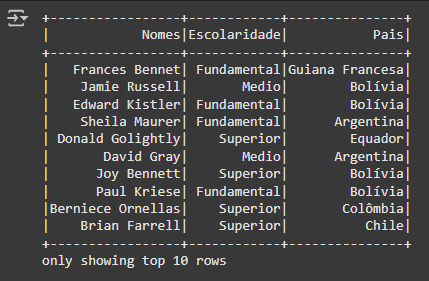 +-----------------+-----------+---------------+
|            Nomes|Escolaridade|           Pais|
+-----------------+-----------+---------------+
|   Frances Bennet| Fundamental|Guiana Francesa|
|    Jamie Russell|       Medio|        Bolívia|
|   Edward Kistler| Fundamental|        Bolívia|
|    Sheila Maurer| Fundamental|      Argentina|
| Donald Golightly|    Superior|        Equador|
|       David Gray|       Medio|      Argentina|
|      Joy Bennett|    Superior|        Bolívia|
|      Paul Kriese| Fundamental|        Bolívia|
|Berniece Ornellas|    Superior|       Colômbia|
|    Brian Farrell|    Superior|          Chile|
+-----------------+-----------+---------------+
only showing top 10 rows